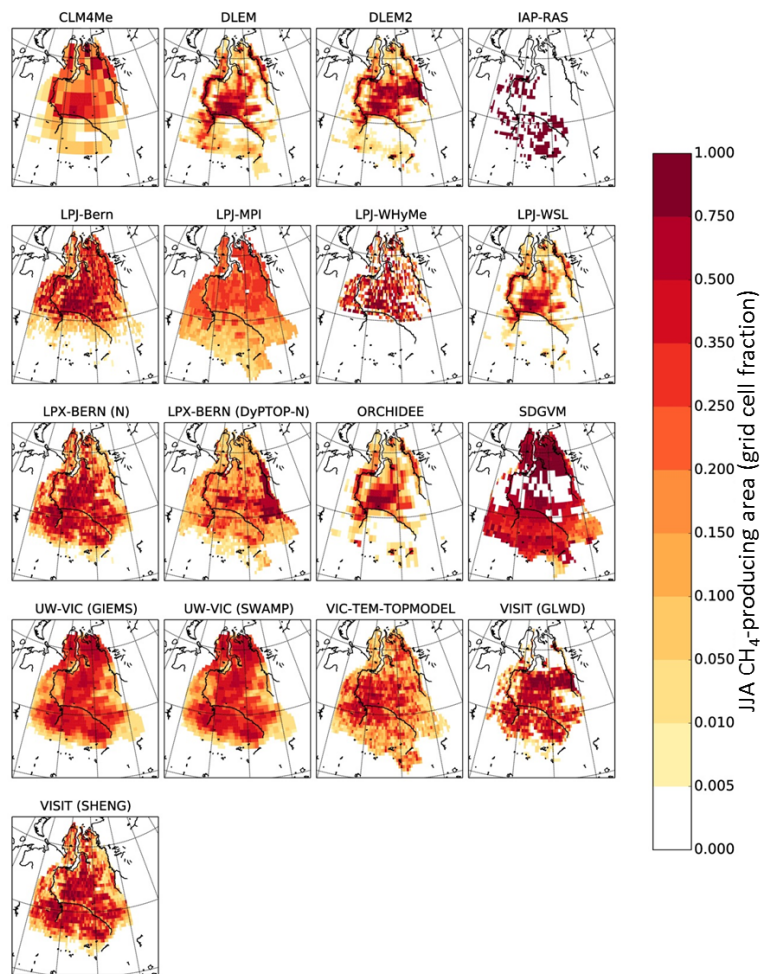 CLM4Me DLEM DLEM2 IAP-RAS
LPJ-Bern LPJ-MPI LPJ-WHyMe LPJ-WSL
LPX-BERN (N) LPX-BERN (DyPTOP-N) ORCHIDEE SDGVM
UW-VIC (GIEMS) UW-VIC (SWAMP) VIC-TEM-TOPMODEL VISIT (GLWD)
VISIT (SHENG)
1.000
0.750
0.500
0.350
0.250
0.200
0.150
0.100
0.050
0.010
0.005
0.000
JJA CH₄-producing area (grid cell fraction)